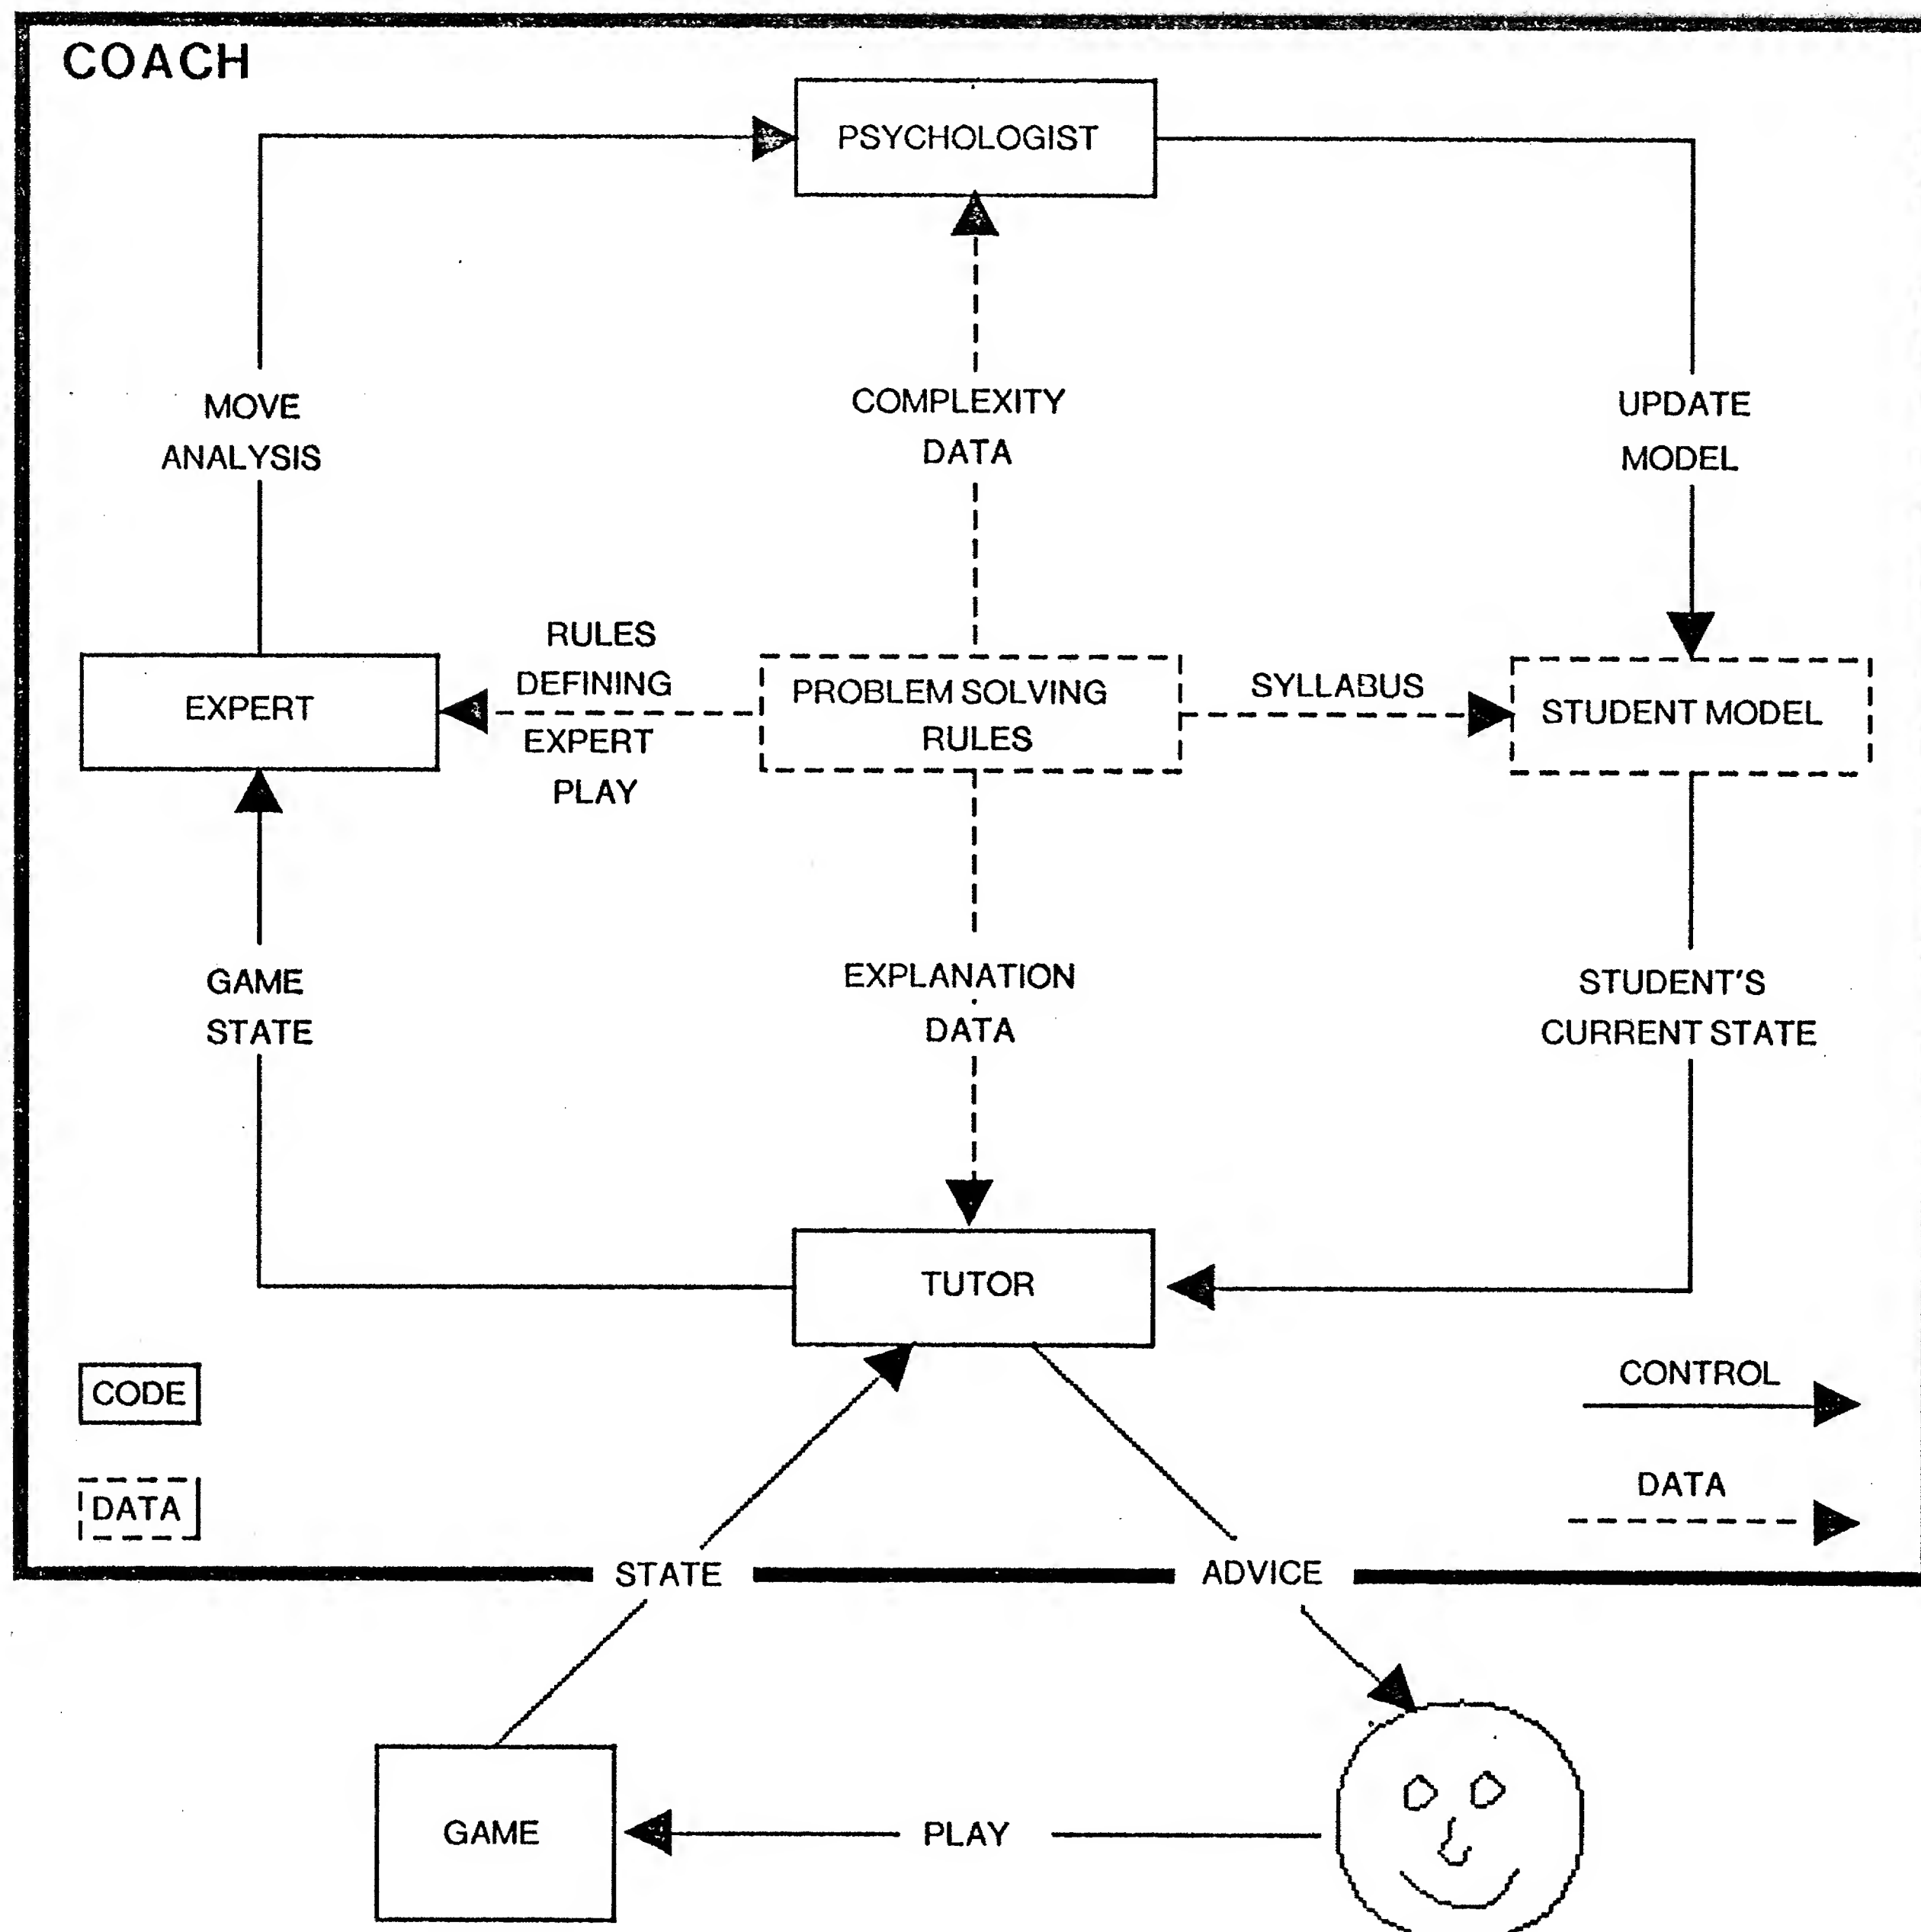 COACH
PSYCHOLOGIST
MOVE
ANALYSIS
COMPLEXITY
DATA
UPDATE
MODEL
EXPERT
RULES
DEFINING
EXPERT
PLAY
PROBLEM SOLVING
RULES
SYLLABUS
STUDENT MODEL
GAME
STATE
EXPLANATION
DATA
STUDENT'S
CURRENT STATE
TUTOR
CODE
DATA
CONTROL
DATA
STATE
ADVICE
GAME
PLAY